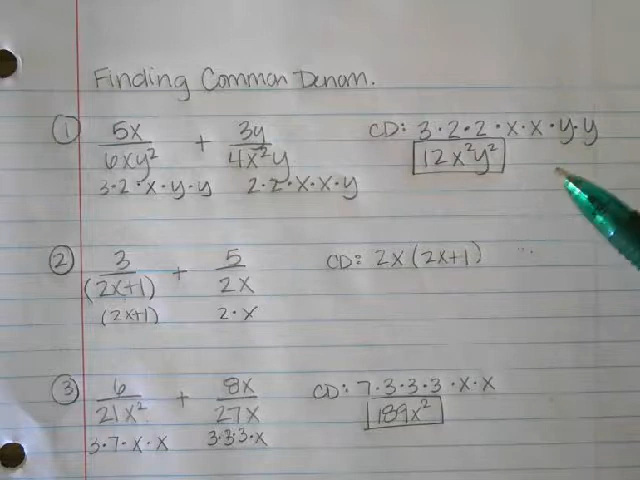 Finding Common Denom.
① 5x/6xy² + 3y/4x²y CD: 3·2·2·x·x·y·y
3·2·x·y·y 2·2·x·x·y 12x²y²
② 3/(2x+1) + 5/2x CD: 2x(2x+1)
(2x+1) 2·x
③ 6/21x² + 8x/27x CD: 7·3·3·3·x·x
3·7·x·x 3·3·3·x 189x²